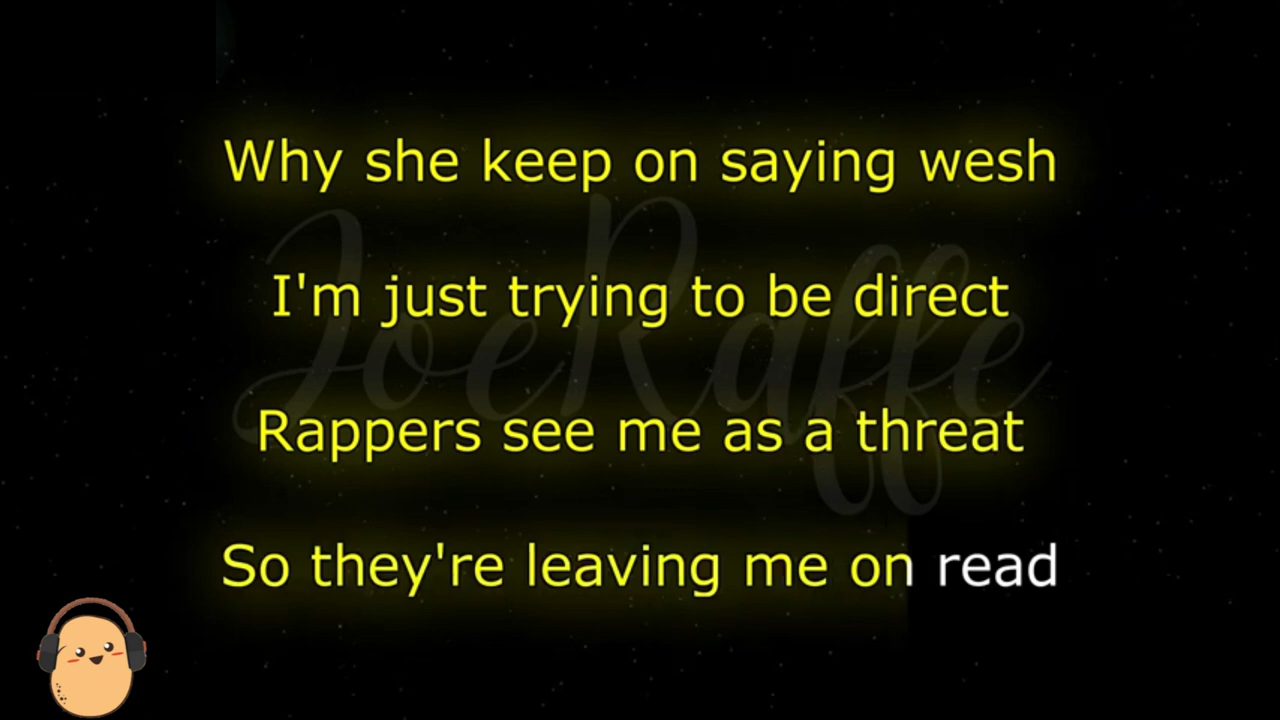 Why she keep on saying wesh
I'm just trying to be direct
JoeRaffe
Rappers see me as a threat
So they're leaving me on read